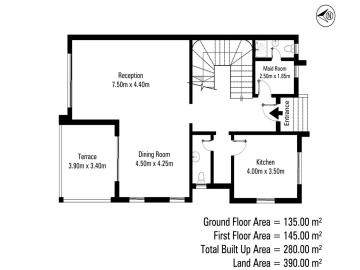 Reception
7.50m x 4.40m
Maid Room
2.50m x 1.85m
Entrance
Terrace
3.90m x 3.40m
Dining Room
4.50m x 4.25m
Kitchen
4.00m x 3.50m
Ground Floor Area = 135.00 m²
First Floor Area = 145.00 m²
Total Built Up Area = 280.00 m²
Land Area = 390.00 m²